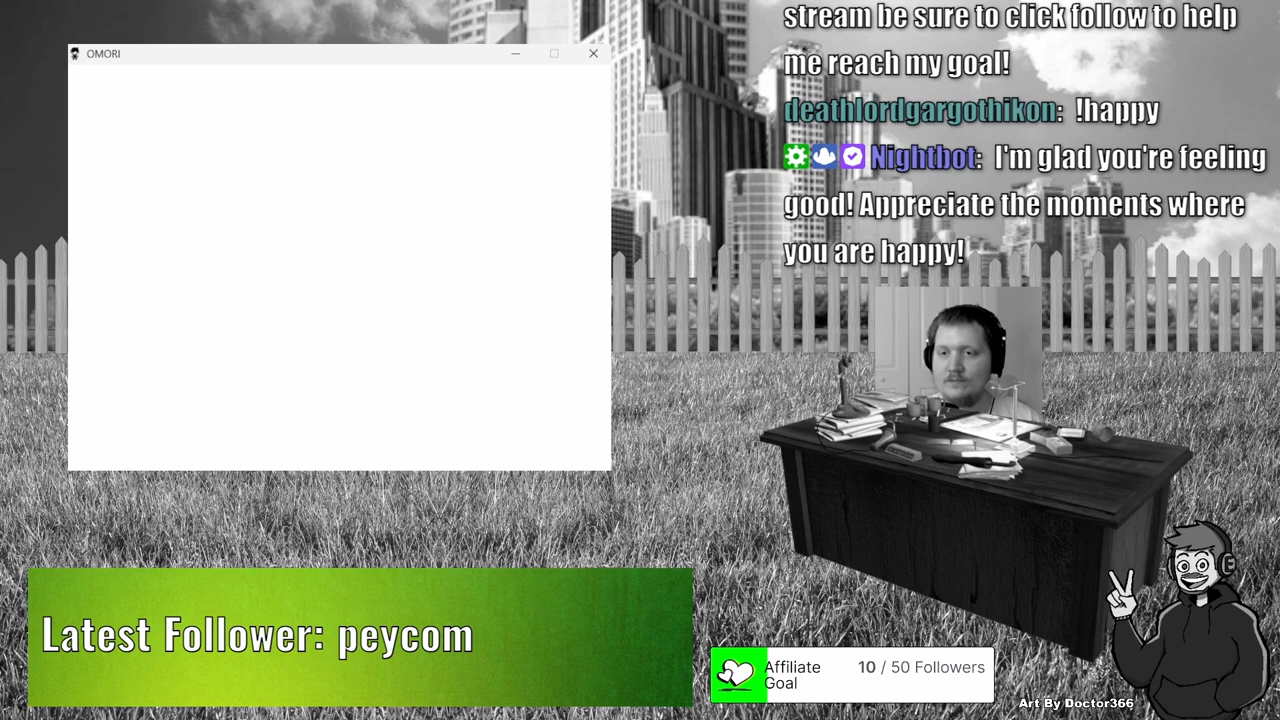 OMORI
stream be sure to click follow to help
me reach my goal!
deathlordgargothikon: !happy
Nightbot: I'm glad you're feeling
good! Appreciate the moments where
you are happy!
Latest Follower: peycom
Affiliate Goal
10 / 50 Followers
Art By Doctor366